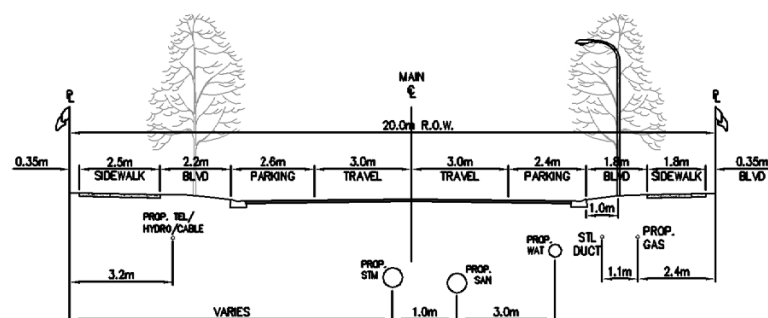 MAIN
℄
℄
℄
20.0m R.O.W.
0.35m 2.5m 2.2m 2.6m 3.0m 3.0m 2.4m 1.8m 1.8m 0.35m
SIDEWALK BLVD PARKING TRAVEL TRAVEL PARKING BLVD SIDEWALK BLVD
1.0m
PROP. TEL/
HYDRO/CABLE
PROP.
STM
PROP.
SAN
PROP.
WAT
STL
DUCT
PROP.
GAS
3.2m
1.1m 2.4m
VARIES 1.0m 3.0m